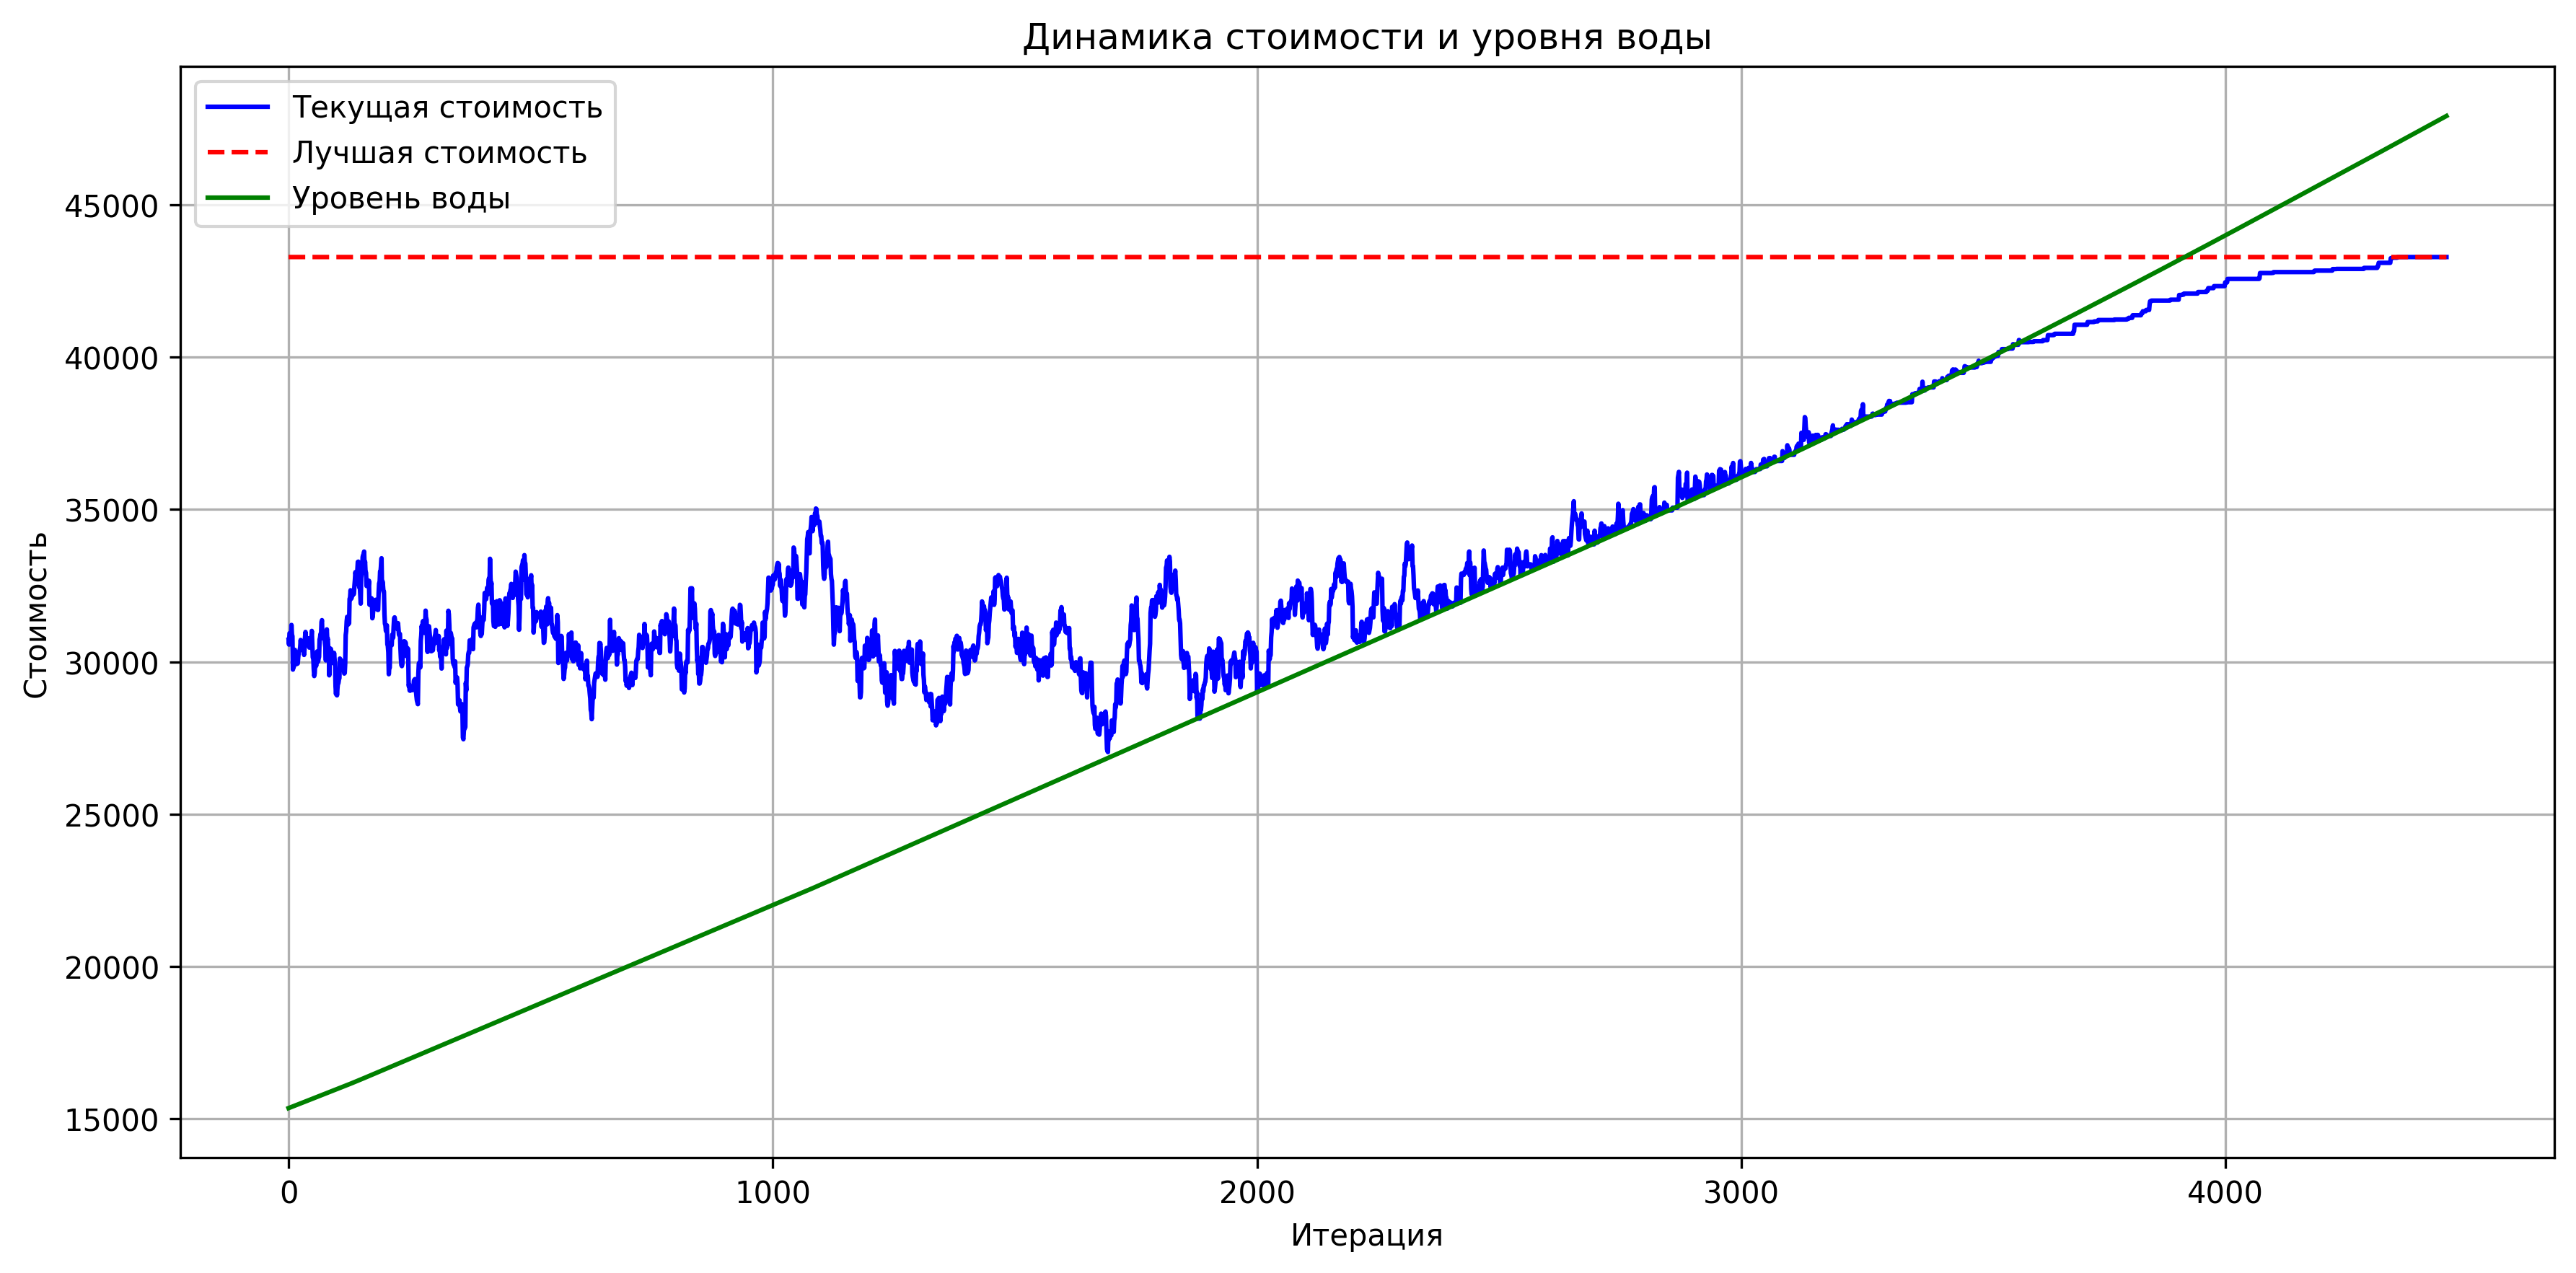 Динамика стоимости и уровня воды
Текущая стоимость
Лучшая стоимость
Уровень воды
Стоимость
45000
40000
35000
30000
25000
20000
15000
0 1000 2000 3000 4000
Итерация